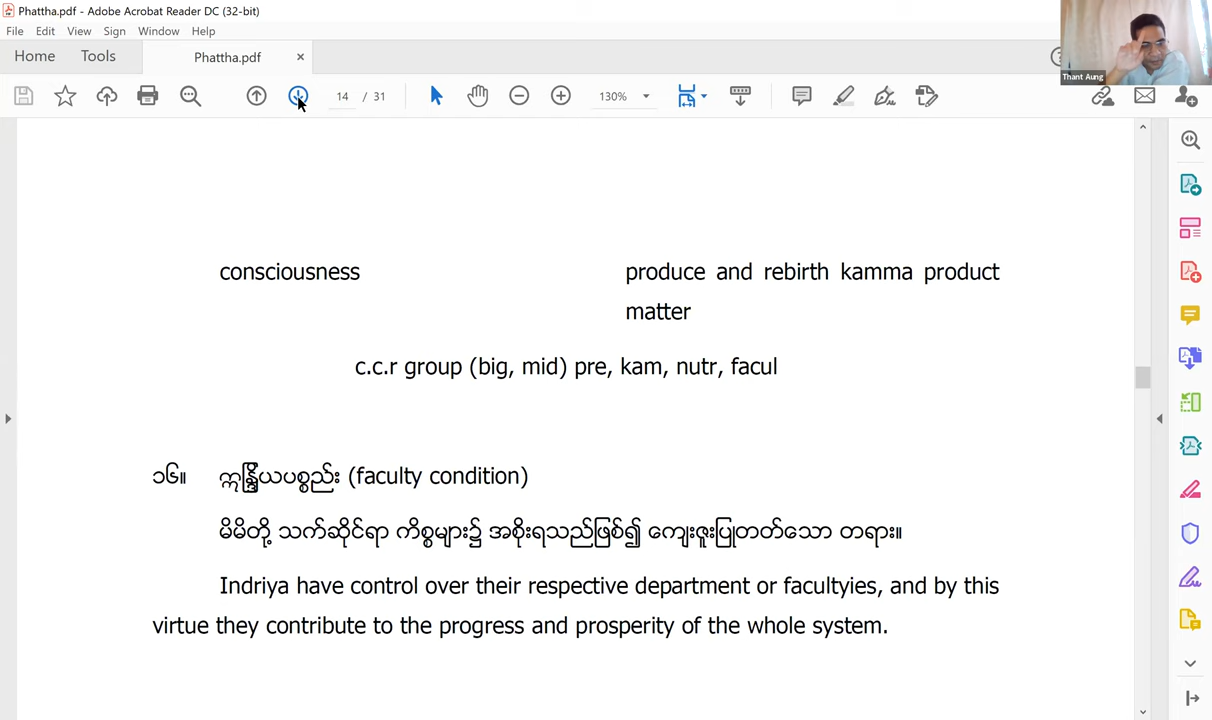 Phattha.pdf - Adobe Acrobat Reader DC (32-bit)
File Edit View Sign Window Help
Home Tools Phattha.pdf ×
14 / 31 130%
Thant Aung
consciousness produce and rebirth kamma product
matter
c.c.r group (big, mid) pre, kam, nutr, facul
၁၆။ ဣန္ဒြိယပစ္စည်း (faculty condition)
မိမိတို့ သက်ဆိုင်ရာ ကိစ္စများ၌ အစိုးရသည်ဖြစ်၍ ကျေးဇူးပြုတတ်သော တရား။
Indriya have control over their respective department or facultyies, and by this
virtue they contribute to the progress and prosperity of the whole system.